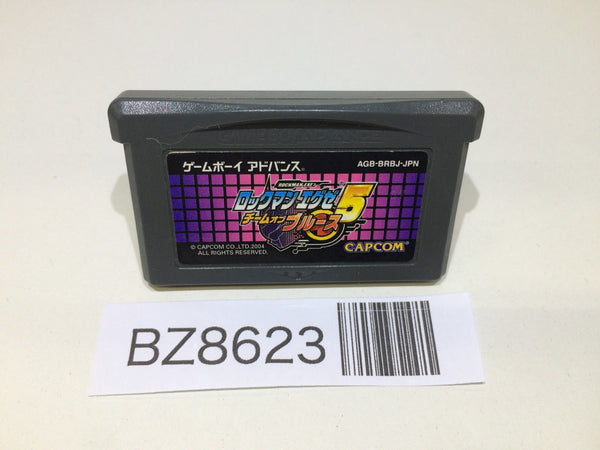 ゲームボーイ アドバンス®
AGB-BRBJ-JPN
ROCKMAN.EXE 5
ロックマン エグゼ 5
チーム オブ ブルース
© CAPCOM CO.,LTD.2004
ALL RIGHTS RESERVED.
CAPCOM
BZ8623